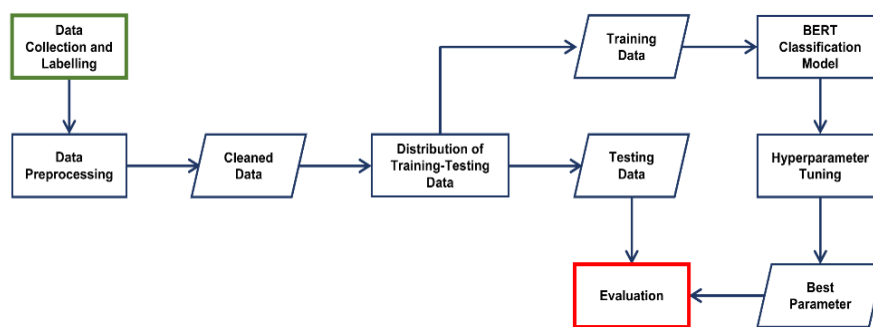 Data
Collection and
Labelling
Training
Data
BERT
Classification
Model
Data
Preprocessing
Cleaned
Data
Distribution of
Training-Testing
Data
Testing
Data
Hyperparameter
Tuning
Evaluation
Best
Parameter